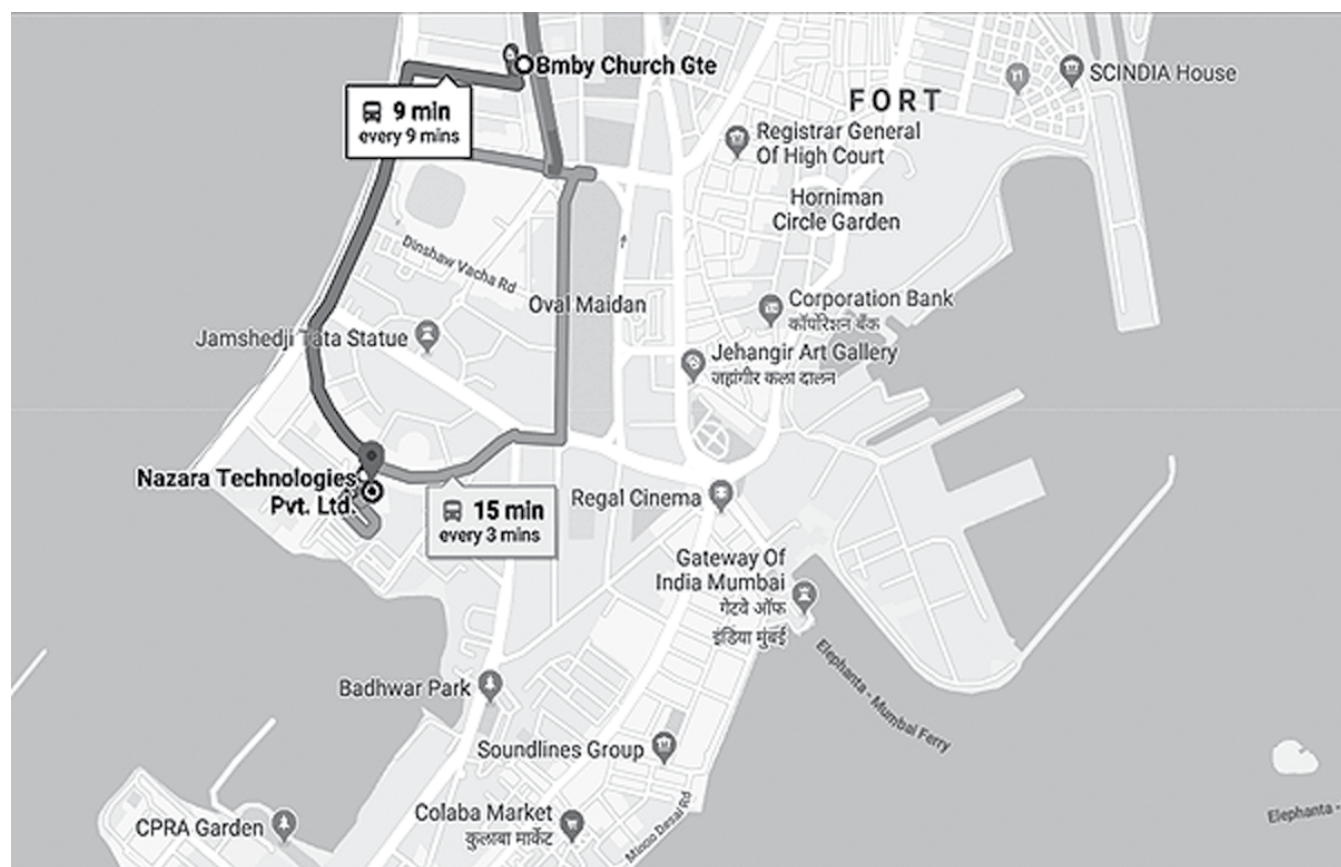 Bmby Church Gte
SCINDIA House
FORT
9 min
every 9 mins
Registrar General
Of High Court
Horniman
Circle Garden
Dinshaw Vacha Rd
Oval Maidan
Corporation Bank
कॉर्पोरेशन बँक
Jamshedji Tata Statue
Jehangir Art Gallery
जहांगीर कला दालन
Nazara Technologies
Pvt. Ltd.
15 min
every 3 mins
Regal Cinema
Gateway Of
India Mumbai
गेटवे ऑफ
इंडिया मुंबई
Elephanta - Mumbai Ferry
Badhwar Park
Soundlines Group
Colaba Market
कुलाबा मार्केट
CPRA Garden
Desai Rd
Elephanta -